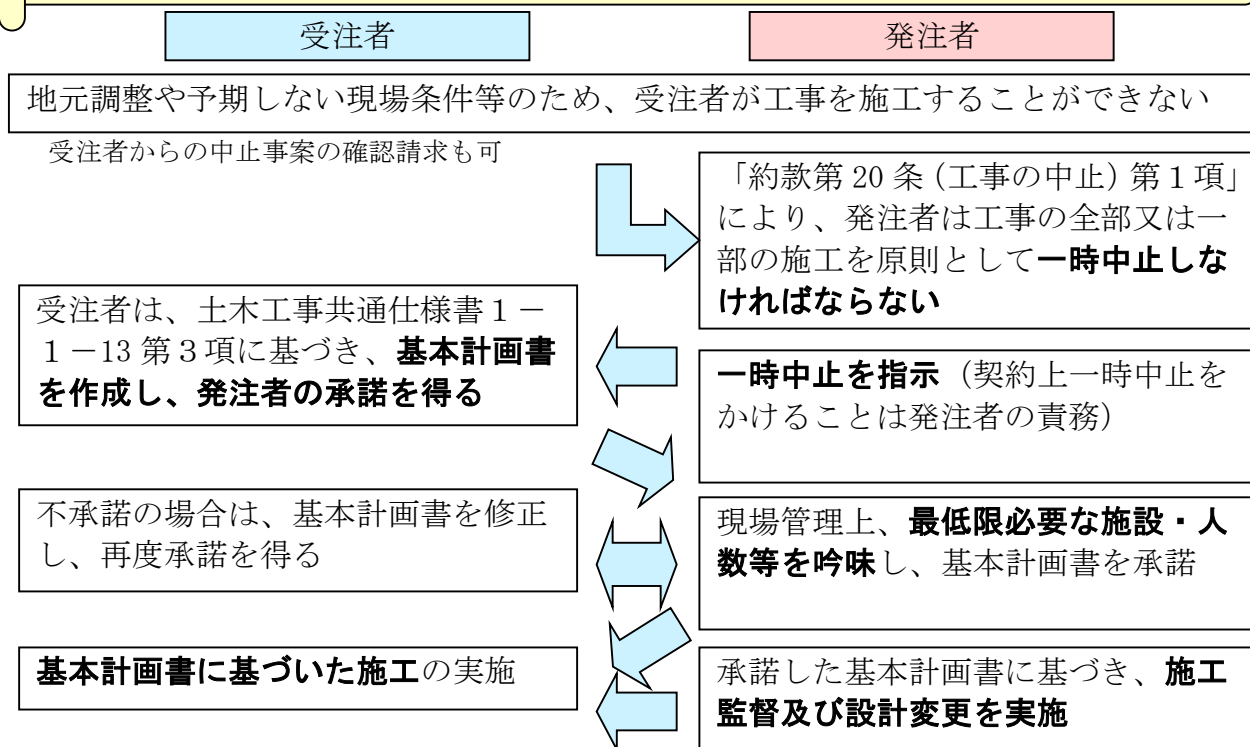 受注者
発注者
地元調整や予期しない現場条件等のため、受注者が工事を施工することができない
受注者からの中止事案の確認請求も可
「約款第 20 条（工事の中止）第１項」
により、発注者は工事の全部又は一
部の施工を原則として一時中止しな
ければならない
受注者は、土木工事共通仕様書１－
１－13 第３項に基づき、基本計画書
を作成し、発注者の承諾を得る
一時中止を指示（契約上一時中止を
かけることは発注者の責務）
不承諾の場合は、基本計画書を修正
し、再度承諾を得る
現場管理上、最低限必要な施設・人
数等を吟味し、基本計画書を承諾
基本計画書に基づいた施工の実施
承諾した基本計画書に基づき、施工
監督及び設計変更を実施